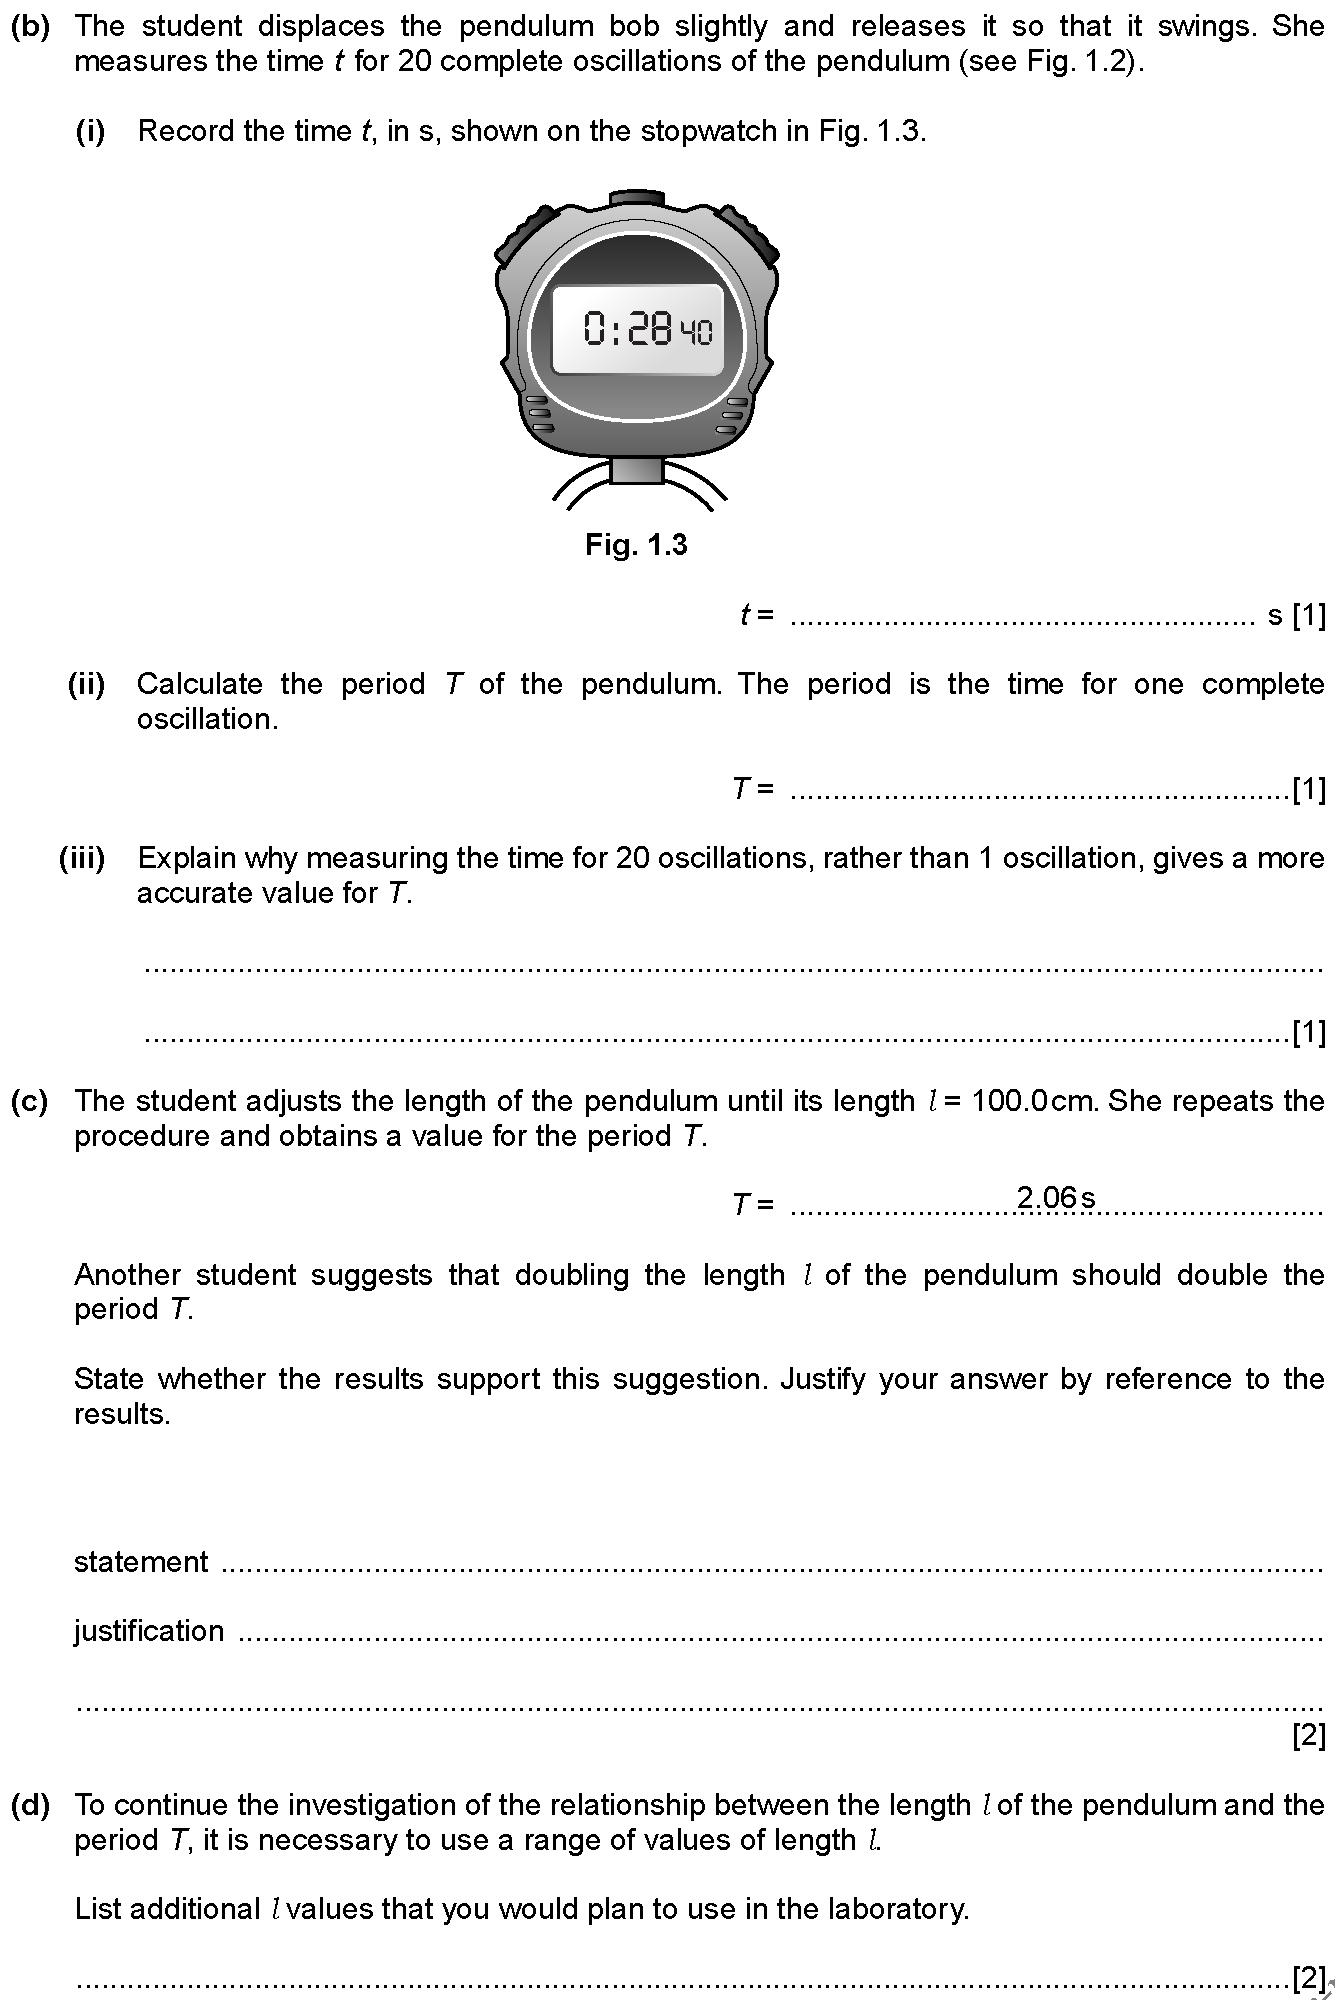 (b) The student displaces the pendulum bob slightly and releases it so that it swings. She
measures the time t for 20 complete oscillations of the pendulum (see Fig. 1.2).
(i) Record the time t, in s, shown on the stopwatch in Fig. 1.3.
0:28 40
Fig. 1.3
t = ....................................................... s [1]
(ii) Calculate the period T of the pendulum. The period is the time for one complete
oscillation.
T = ...........................................................[1]
(iii) Explain why measuring the time for 20 oscillations, rather than 1 oscillation, gives a more
accurate value for T.
...........................................................................................................................................
.......................................................................................................................................[1]
(c) The student adjusts the length of the pendulum until its length l = 100.0 cm. She repeats the
procedure and obtains a value for the period T.
T = ...........................2.06 s...........................
Another student suggests that doubling the length l of the pendulum should double the
period T.
State whether the results support this suggestion. Justify your answer by reference to the
results.
statement ..................................................................................................................................
justification ................................................................................................................................
...................................................................................................................................................
[2]
(d) To continue the investigation of the relationship between the length l of the pendulum and the
period T, it is necessary to use a range of values of length l.
List additional l values that you would plan to use in the laboratory.
...............................................................................................................................................[2]